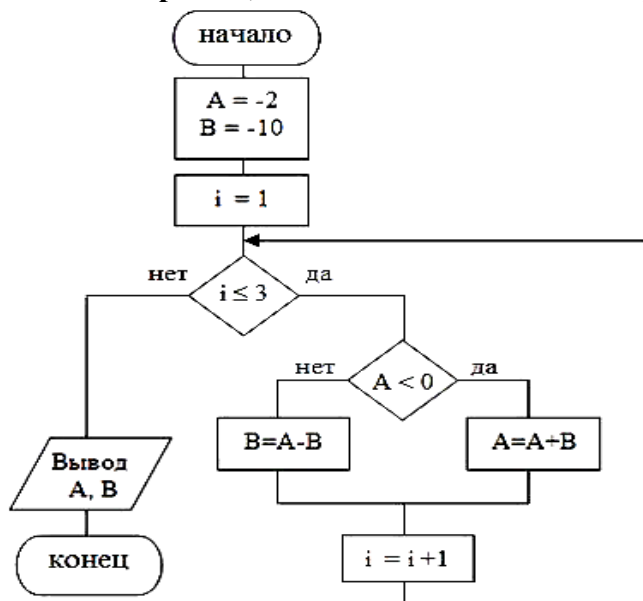 начало
A = -2
B = -10
i = 1
нет
да
i ≤ 3
нет
да
A < 0
B=A-B
A=A+B
Вывод
A, B
i = i +1
конец